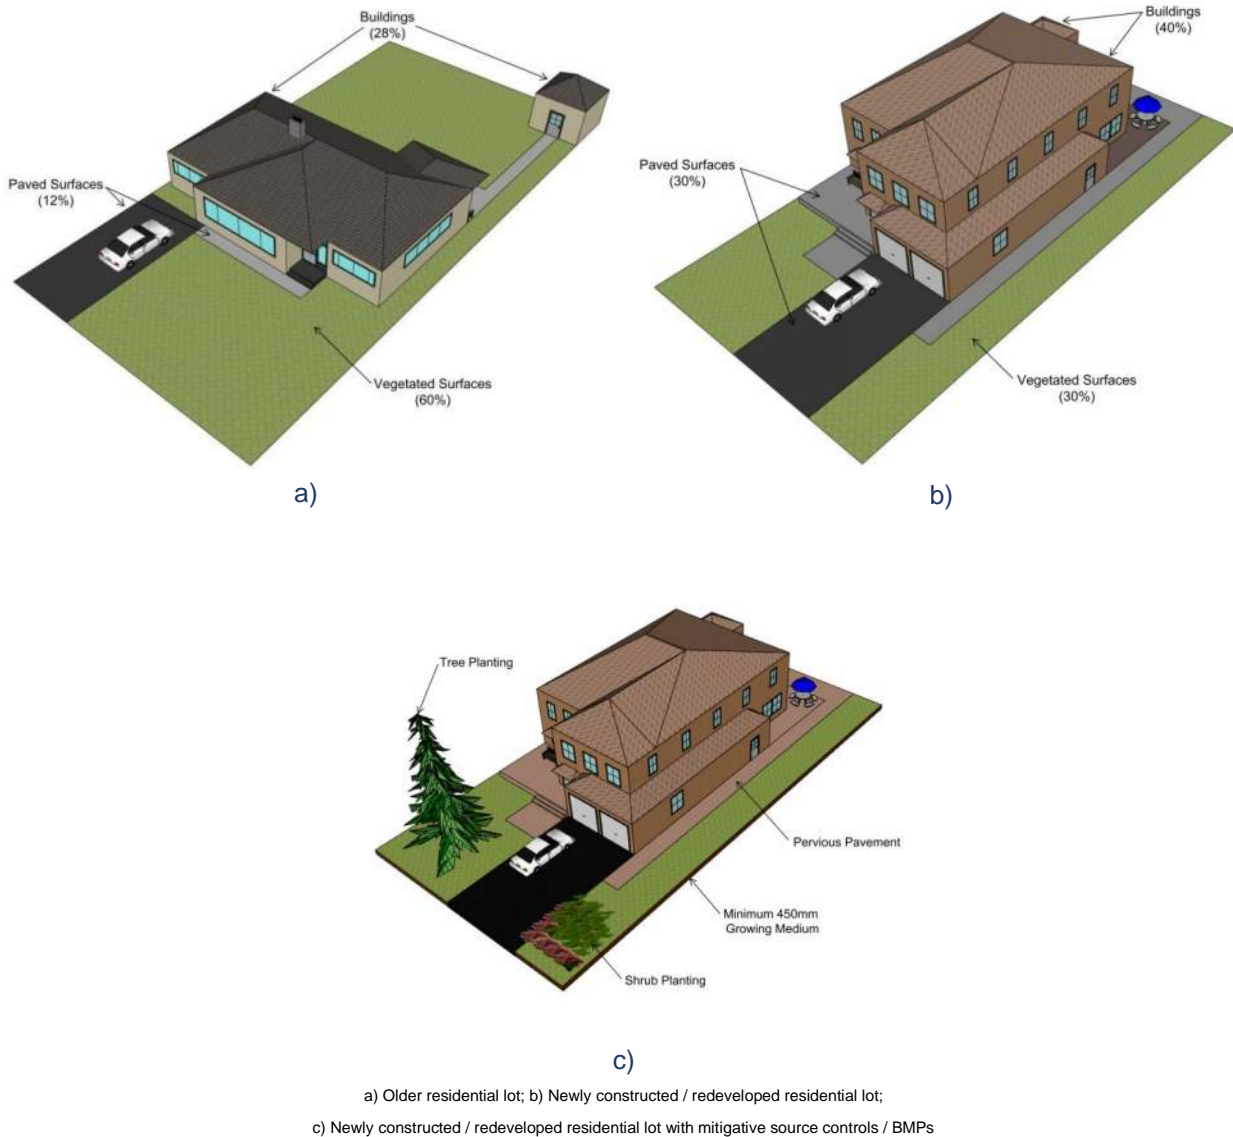 Buildings
(28%)
Paved Surfaces
(12%)
Vegetated Surfaces
(60%)
a)
Buildings
(40%)
Paved Surfaces
(30%)
Vegetated Surfaces
(30%)
b)
Tree Planting
Pervious Pavement
Minimum 450mm
Growing Medium
Shrub Planting
c)
a) Older residential lot; b) Newly constructed / redeveloped residential lot;
c) Newly constructed / redeveloped residential lot with mitigative source controls / BMPs